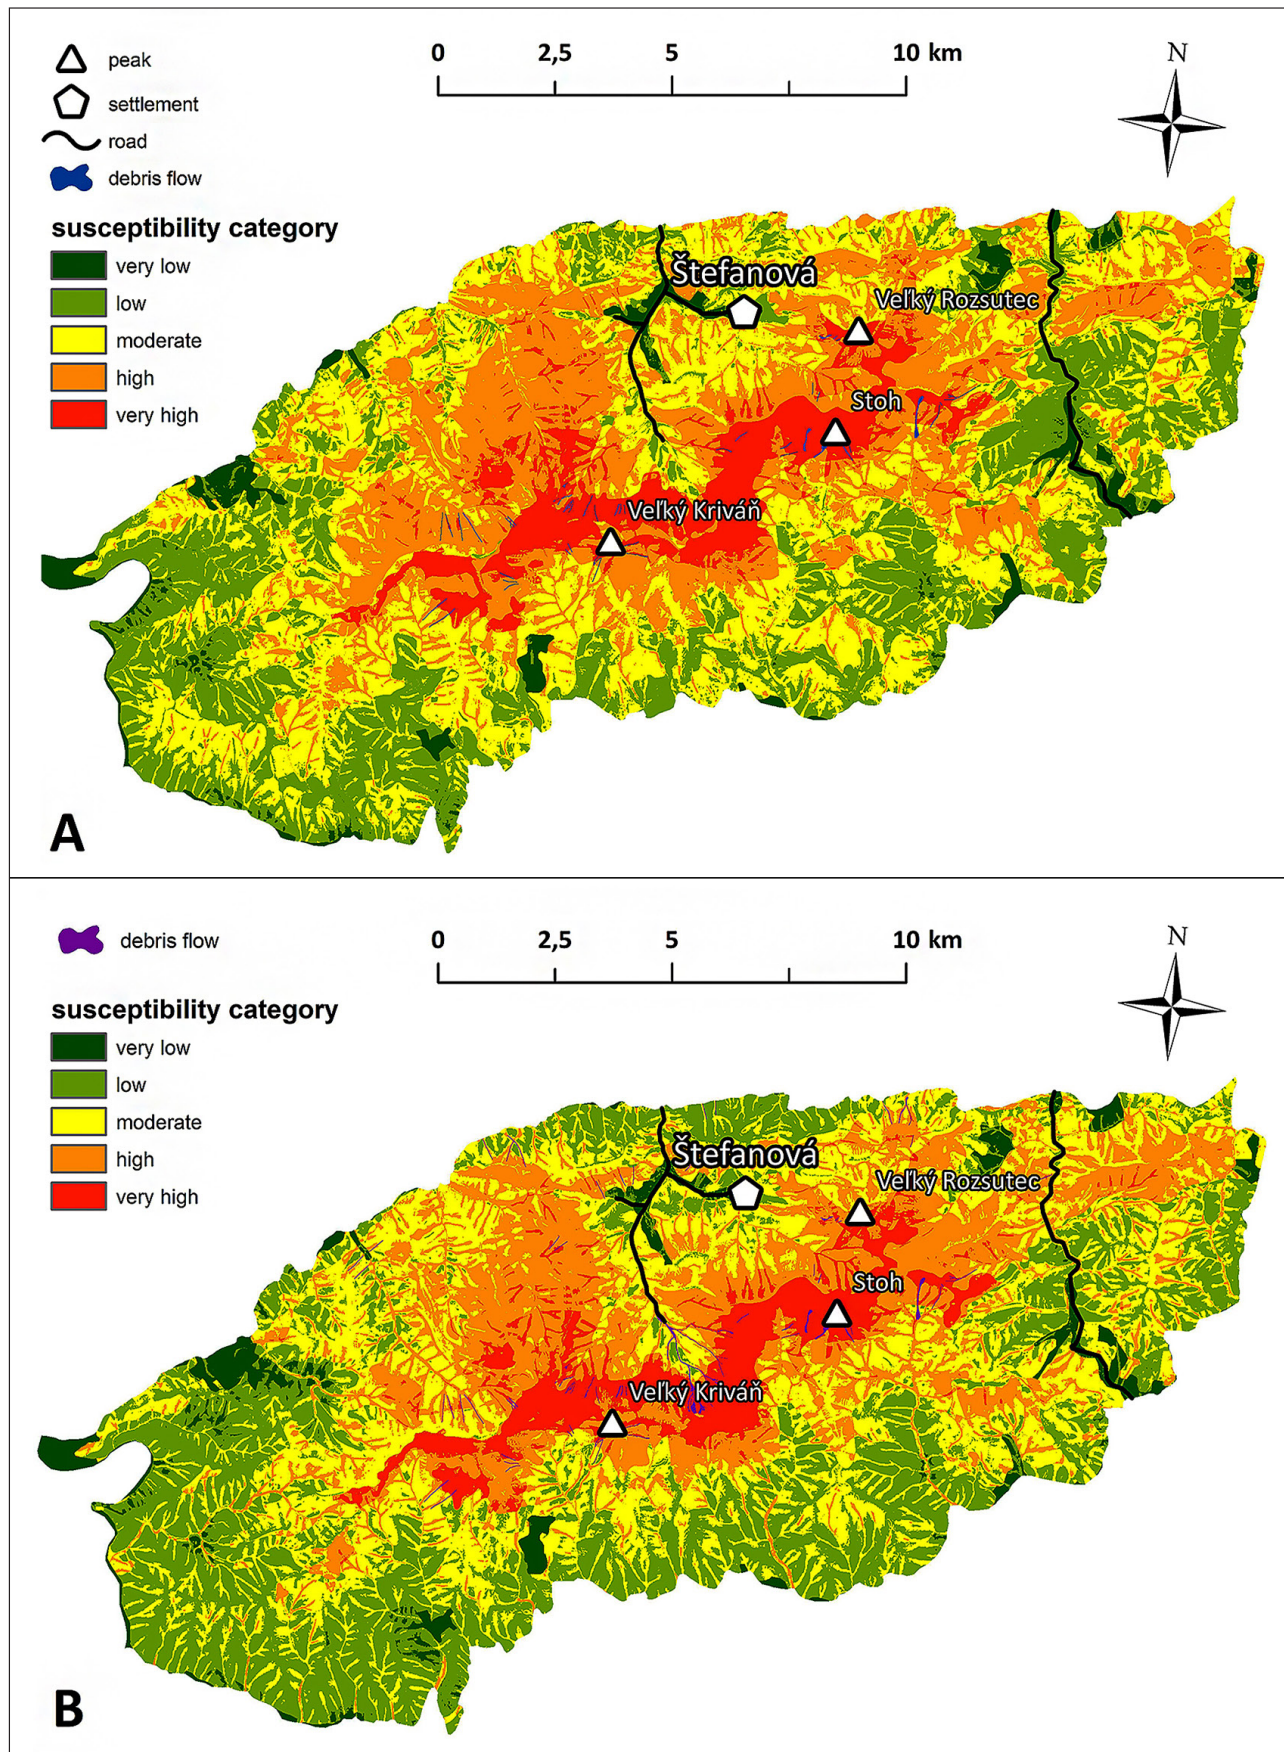 0 2,5 5 10 km
N
peak
settlement
road
debris flow
susceptibility category
very low
low
moderate
high
very high
Štefanová
Veľký Rozsutec
Stoh
Veľký Kriváň
A
debris flow
0 2,5 5 10 km
N
susceptibility category
very low
low
moderate
high
very high
Štefanová
Veľký Rozsutec
Stoh
Veľký Kriváň
B